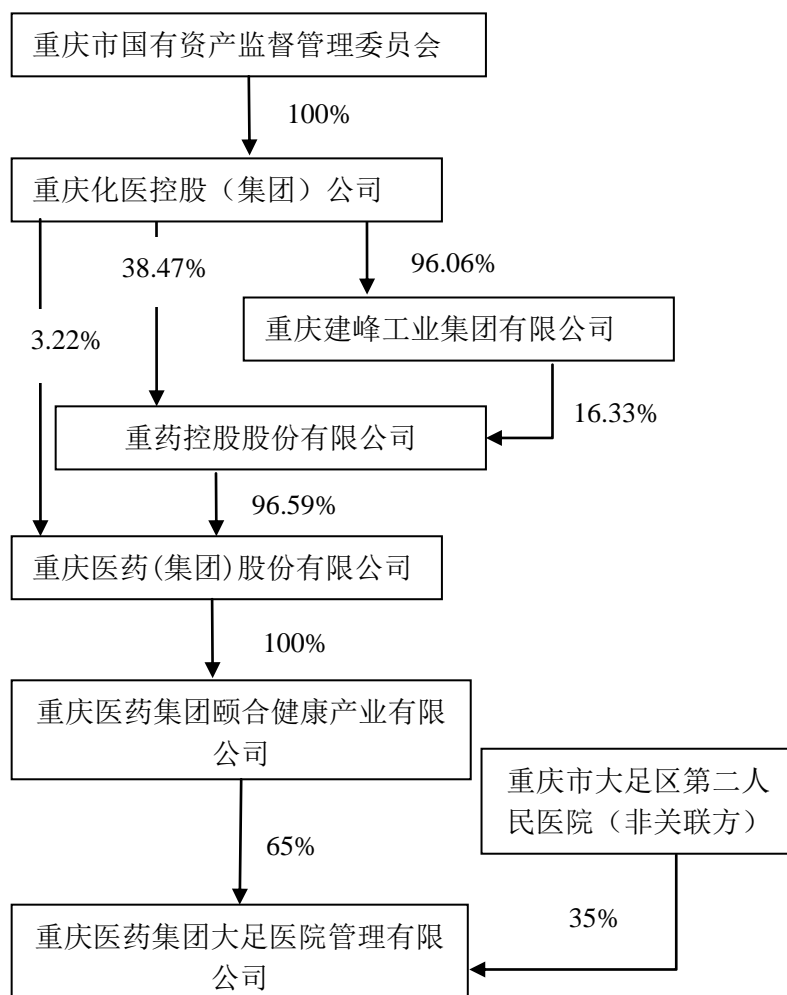 重庆市国有资产监督管理委员会
100%
重庆化医控股（集团）公司
38.47%
96.06%
3.22%
重庆建峰工业集团有限公司
16.33%
重药控股股份有限公司
96.59%
重庆医药(集团)股份有限公司
100%
重庆医药集团颐合健康产业有限
公司
重庆市大足区第二人
民医院（非关联方）
65%
35%
重庆医药集团大足医院管理有限
公司